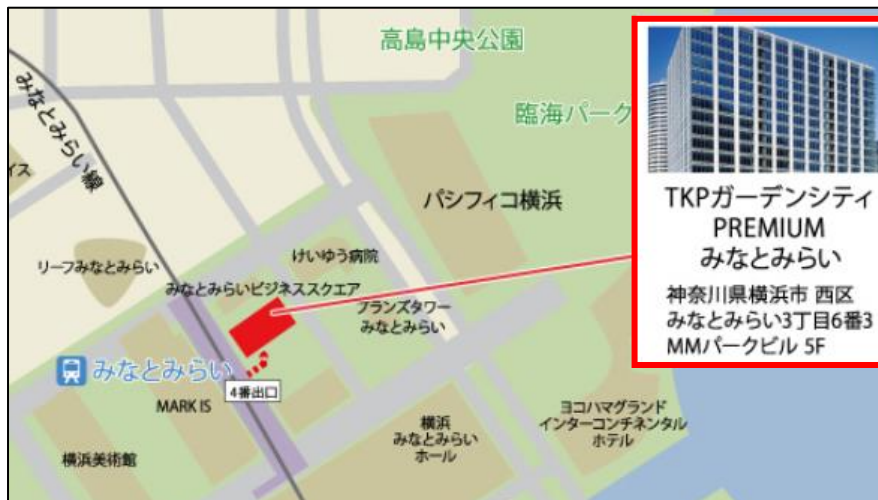 高島中央公園
臨海パーク
みなとみらい線
イス
パシフィコ横浜
リーフみなとみらい
けいゆう病院
みなとみらいビジネススクエア
ブランズタワー
みなとみらい
みなとみらい
4番出口
MARK IS
横浜美術館
横浜
みなとみらい
ホール
ヨコハマグランド
インターコンチネンタル
ホテル
TKPガーデンシティ
PREMIUM
みなとみらい
神奈川県横浜市 西区
みなとみらい3丁目6番3
MMパークビル 5F